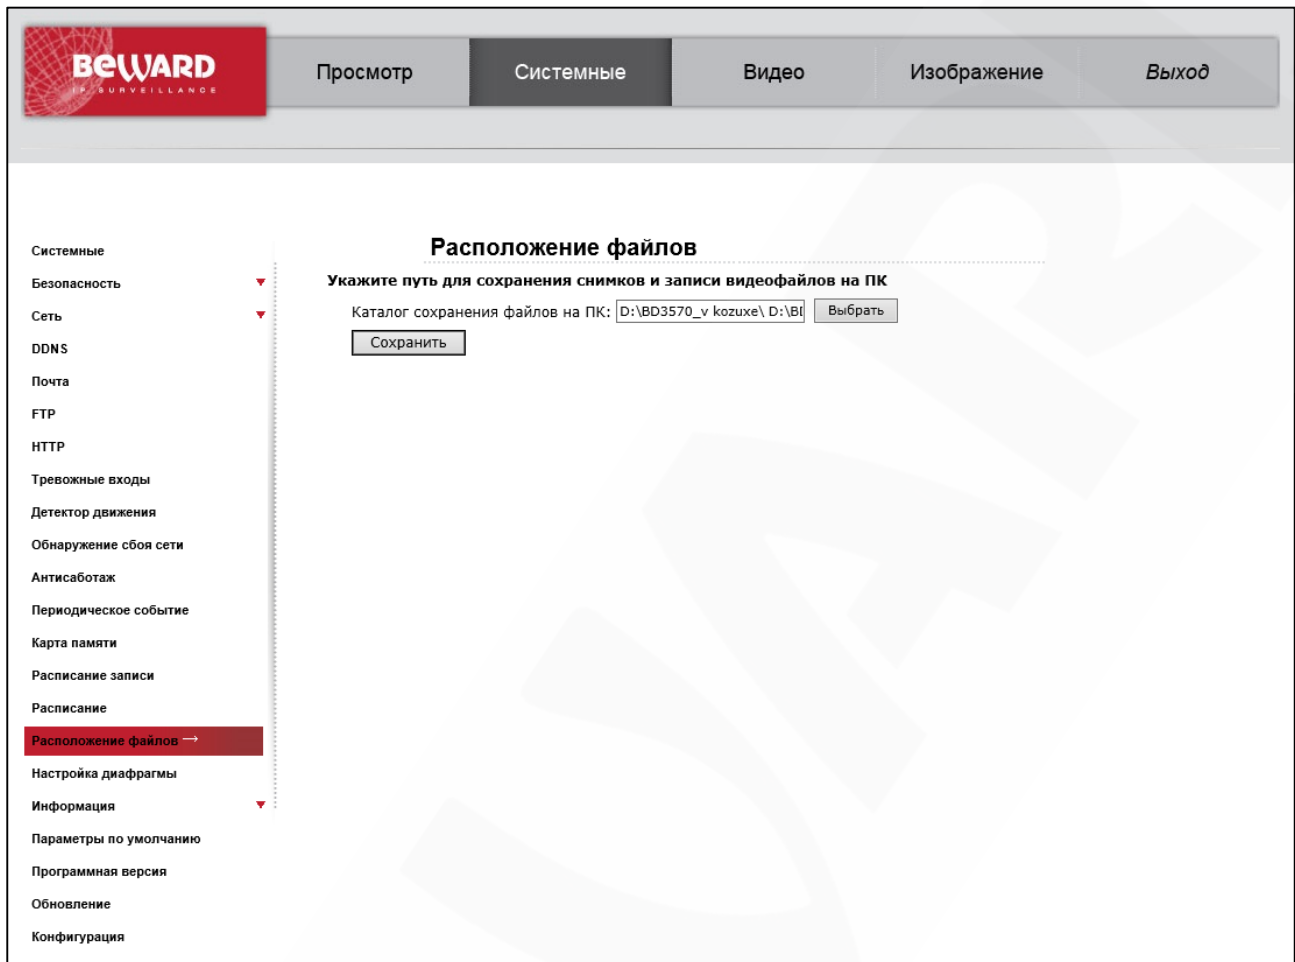 BEWARD
IP SURVEILLANCE
Просмотр
Системные
Видео
Изображение
Выход
Системные
Безопасность
Сеть
DDNS
Почта
FTP
HTTP
Тревожные входы
Детектор движения
Обнаружение сбоя сети
Антисаботаж
Периодическое событие
Карта памяти
Расписание записи
Расписание
Расположение файлов →
Настройка диафрагмы
Информация
Параметры по умолчанию
Программная версия
Обновление
Конфигурация
Расположение файлов
Укажите путь для сохранения снимков и записи видеофайлов на ПК
Каталог сохранения файлов на ПК: D:\BD3570_v kozuxe\ D:\BD Выбрать
Сохранить